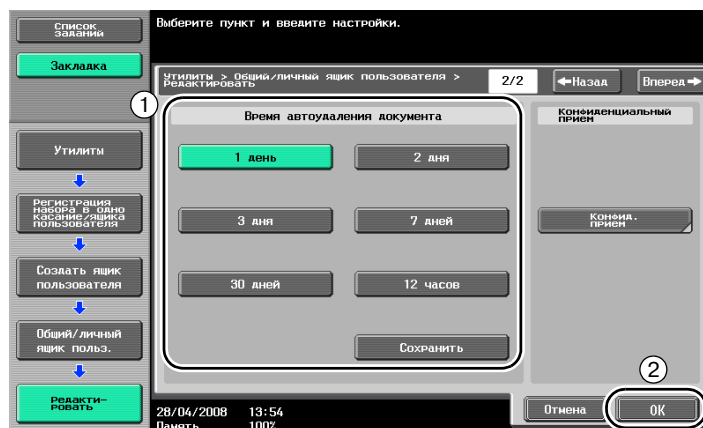 Список
заданий
Закладка
Выберите пункт и введите настройки.
Утилиты > Общий/личный ящик пользователя >
Редактировать
2/2
←Назад
Вперед→
1
Время автоудаления документа
Конфиденциальный
прием
1 день
2 дня
3 дня
7 дней
30 дней
12 часов
Сохранить
Конфид.
прием
Утилиты
Регистрация
набора в одно
касание/ящика
пользователя
Создать ящик
пользователя
Общий/личный
ящик польз.
Редакти-
ровать
2
Отмена
OK
28/04/2008 13:54
Память 100%